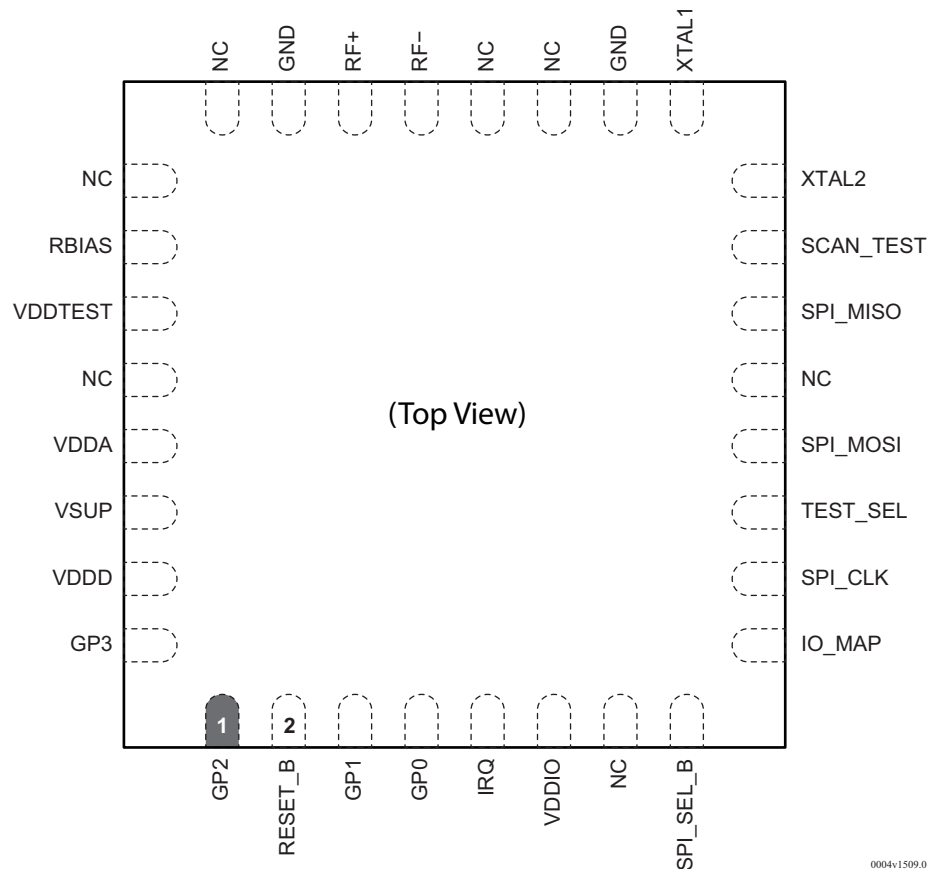 NC
GND
RF+
RF−
NC
NC
GND
XTAL1
NC
RBIAS
VDDTEST
NC
VDDA
VSUP
VDDD
GP3
(Top View)
XTAL2
SCAN_TEST
SPI_MISO
NC
SPI_MOSI
TEST_SEL
SPI_CLK
IO_MAP
1
2
GP2
RESET_B
GP1
GP0
IRQ
VDDIO
NC
SPI_SEL_B
0004v1509.0